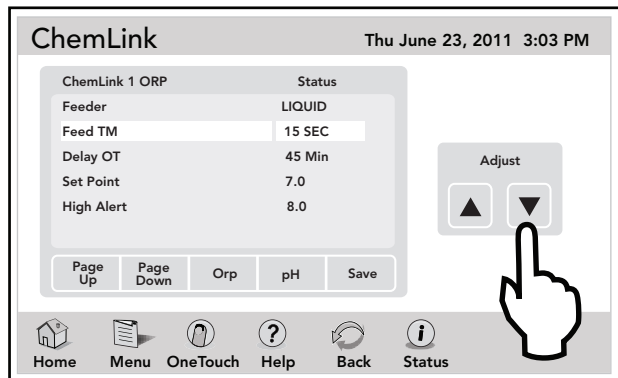 ChemLink
Thu June 23, 2011 3:03 PM
ChemLink 1 ORP Status
Feeder LIQUID
Feed TM 15 SEC
Delay OT 45 Min
Set Point 7.0
High Alert 8.0
Adjust
Page Up Page Down Orp pH Save
Home Menu OneTouch Help Back Status